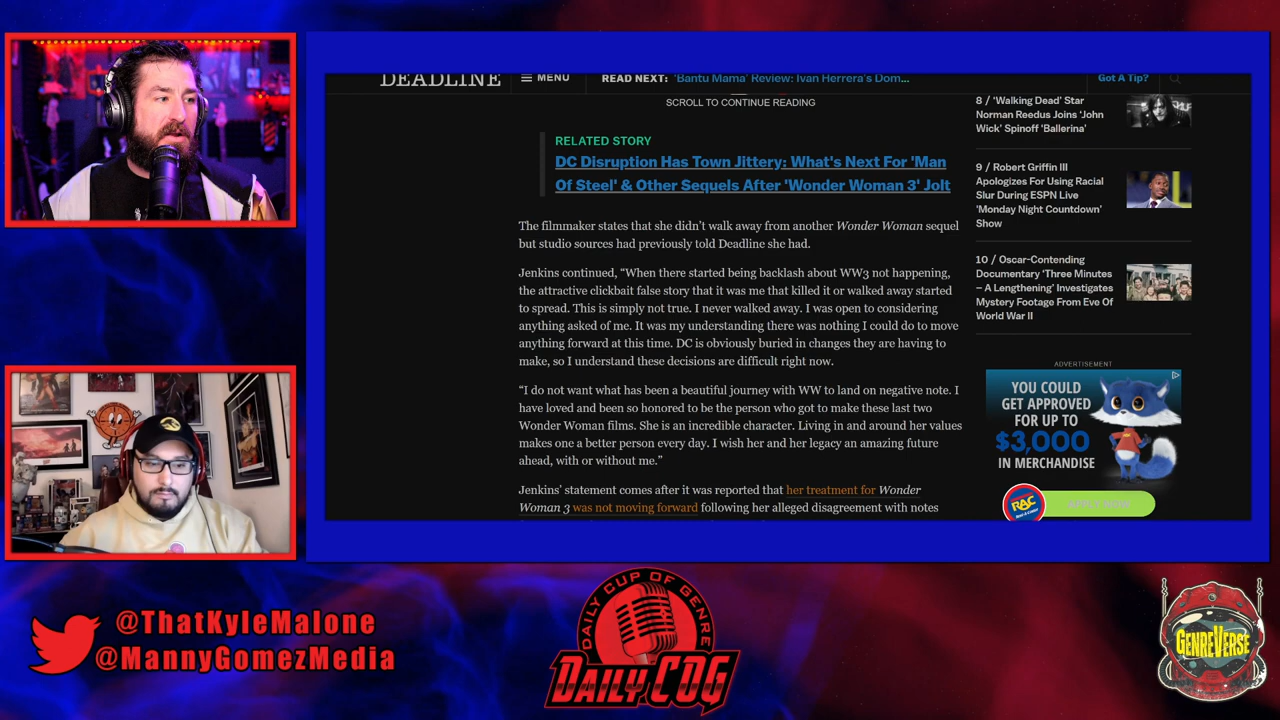 DEADLINE
MENU
READ NEXT: 'Bantu Mama' Review: Ivan Herrera's Dom...
Got A Tip?
SCROLL TO CONTINUE READING
RELATED STORY
DC Disruption Has Town Jittery: What's Next For 'Man
Of Steel' & Other Sequels After 'Wonder Woman 3' Jolt
The filmmaker states that she didn't walk away from another Wonder Woman sequel
but studio sources had previously told Deadline she had.
Jenkins continued, “When there started being backlash about WW3 not happening,
the attractive clickbait false story that it was me that killed it or walked away started
to spread. This is simply not true. I never walked away. I was open to considering
anything asked of me. It was my understanding there was nothing I could do to move
anything forward at this time. DC is obviously buried in changes they are having to
make, so I understand these decisions are difficult right now.
“I do not want what has been a beautiful journey with WW to land on negative note. I
have loved and been so honored to be the person who got to make these last two
Wonder Woman films. She is an incredible character. Living in and around her values
makes one a better person every day. I wish her and her legacy an amazing future
ahead, with or without me.”
Jenkins' statement comes after it was reported that her treatment for Wonder
Woman 3 was not moving forward following her alleged disagreement with notes
8 / 'Walking Dead' Star
Norman Reedus Joins 'John
Wick' Spinoff 'Ballerina'
9 / Robert Griffin III
Apologizes For Using Racial
Slur During ESPN Live
'Monday Night Countdown'
Show
10 / Oscar-Contending
Documentary 'Three Minutes
– A Lengthening' Investigates
Mystery Footage From Eve Of
World War II
ADVERTISEMENT
YOU COULD
GET APPROVED
FOR UP TO
$3,000
IN MERCHANDISE
RAC
@ThatKyleMalone
@MannyGomezMedia
DAILY CUP OF GENRE
DAILY COG
GENREVERSE